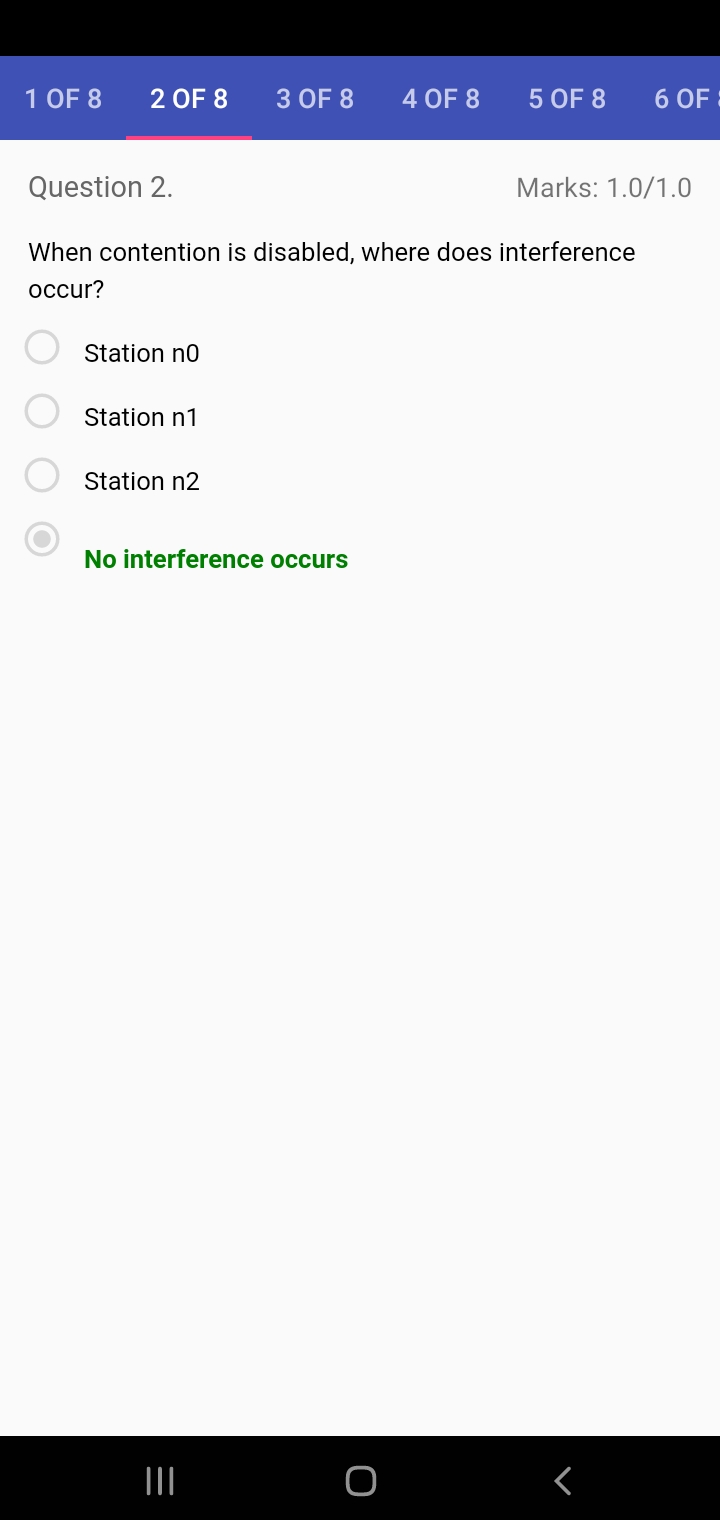 1 OF 8 2 OF 8 3 OF 8 4 OF 8 5 OF 8 6 OF
Question 2. Marks: 1.0/1.0
When contention is disabled, where does interference
occur?
Station n0
Station n1
Station n2
No interference occurs